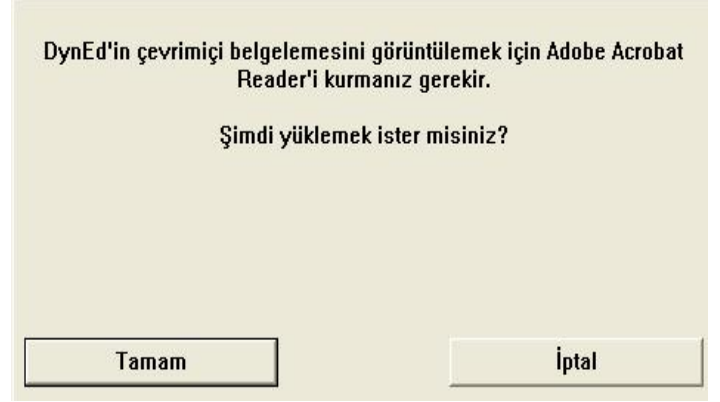 DynEd'in çevrimiçi belgelemesini görüntülemek için Adobe Acrobat
Reader'i kurmanız gerekir.
Şimdi yüklemek ister misiniz?
Tamam
İptal